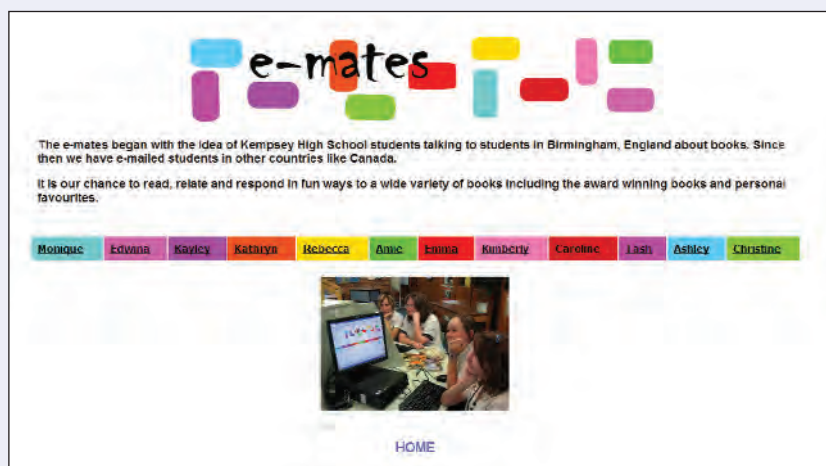 e-mates
The e-mates began with the idea of Kempsey High School students talking to students in Birmingham, England about books. Since
then we have e-mailed students in other countries like Canada.
It is our chance to read, relate and respond in fun ways to a wide variety of books including the award winning books and personal
favourites.
Monique Edwina Kayley Kathryn Rebecca Amie Emma Kimberly Caroline Tash Ashley Christine
HOME